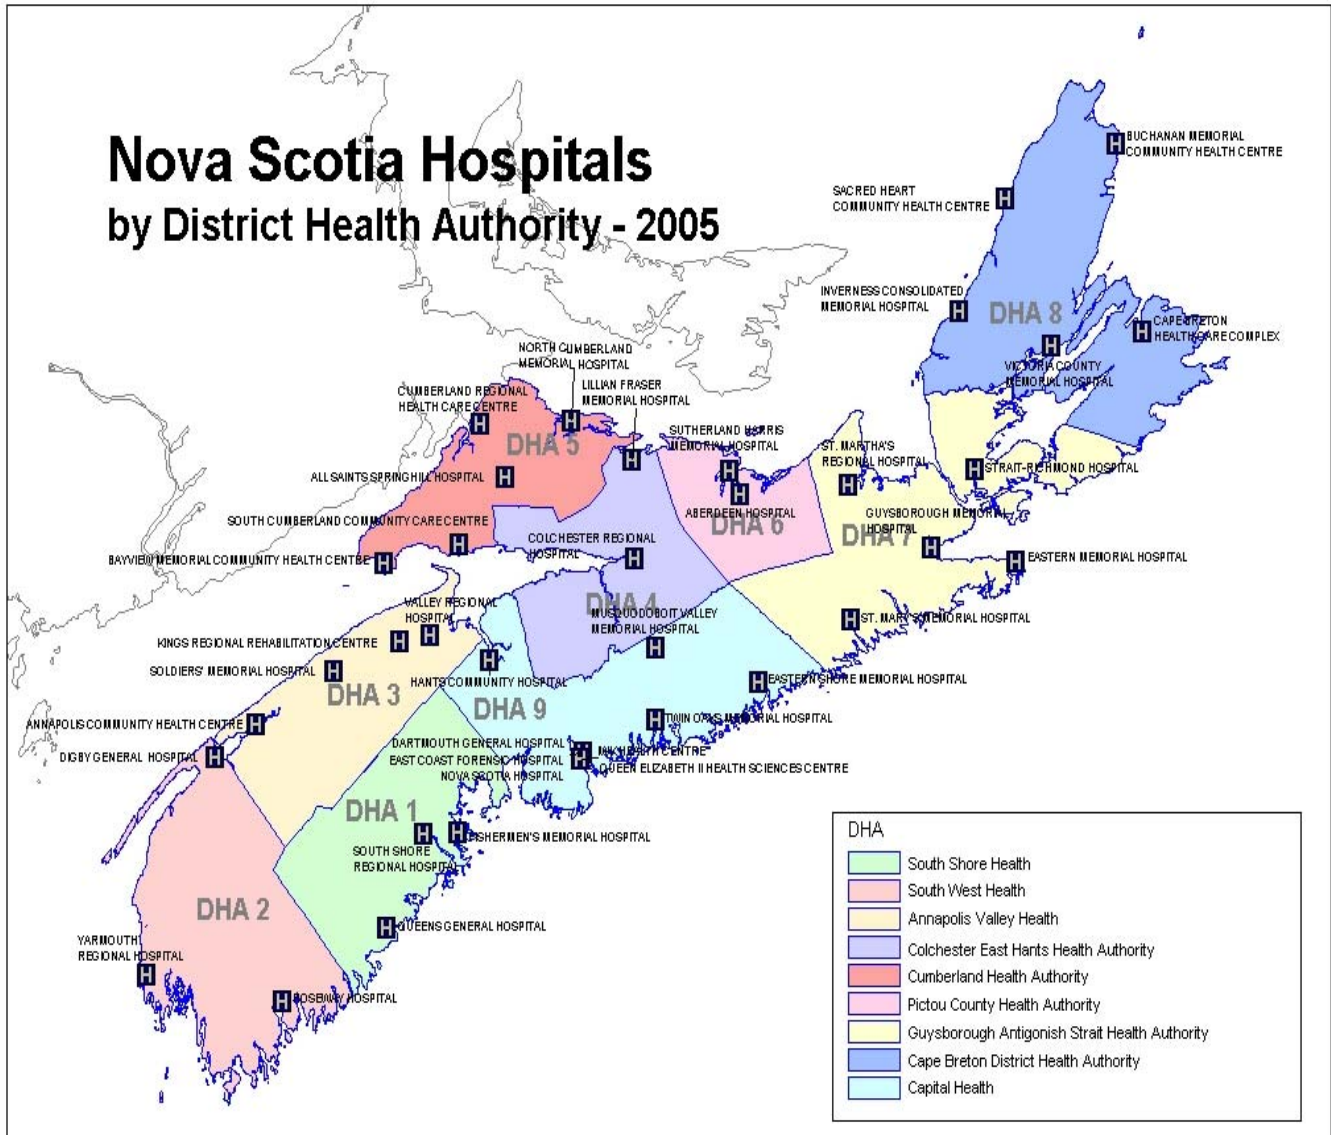 Nova Scotia Hospitals
by District Health Authority - 2005
BUCHANAN MEMORIAL
COMMUNITY HEALTH CENTRE
SACRED HEART
COMMUNITY HEALTH CENTRE
INVERNESS CONSOLIDATED
MEMORIAL HOSPITAL
DHA 8
CAPE BRETON
HEALTH CARE COMPLEX
VICTORIA COUNTY
MEMORIAL HOSPITAL
NORTH CUMBERLAND
MEMORIAL HOSPITAL
CUMBERLAND REGIONAL
HEALTH CARE CENTRE
LILLIAN FRASER
MEMORIAL HOSPITAL
DHA 5
SUTHERLAND HARRIS
MEMORIAL HOSPITAL
ST. MARTHA'S
REGIONAL HOSPITAL
STRAIT-RICHMOND HOSPITAL
ALL SAINTS SPRINGHILL HOSPITAL
ABERDEEN HOSPITAL
DHA 6
GUYSBOROUGH MEMORIAL
HOSPITAL
DHA 7
SOUTH CUMBERLAND COMMUNITY CARE CENTRE
COLCHESTER REGIONAL
HOSPITAL
BAYVIEW MEMORIAL COMMUNITY HEALTH CENTRE
EASTERN MEMORIAL HOSPITAL
VALLEY REGIONAL
HOSPITAL
DHA 4
MUSQUODOBOIT VALLEY
MEMORIAL HOSPITAL
ST. MARY'S MEMORIAL HOSPITAL
KINGS REGIONAL REHABILITATION CENTRE
SOLDIERS' MEMORIAL HOSPITAL
HANTS COMMUNITY HOSPITAL
EASTERN SHORE MEMORIAL HOSPITAL
DHA 3
DHA 9
ANNAPOLIS COMMUNITY HEALTH CENTRE
TWIN OAKS MEMORIAL HOSPITAL
DIGBY GENERAL HOSPITAL
DARTMOUTH GENERAL HOSPITAL
IWK HEALTH CENTRE
EAST COAST FORENSIC HOSPITAL
QUEEN ELIZABETH II HEALTH SCIENCES CENTRE
NOVA SCOTIA HOSPITAL
DHA 1
FISHERMEN'S MEMORIAL HOSPITAL
SOUTH SHORE
REGIONAL HOSPITAL
DHA 2
QUEENS GENERAL HOSPITAL
YARMOUTH
REGIONAL HOSPITAL
ROSEWAY HOSPITAL
DHA
South Shore Health
South West Health
Annapolis Valley Health
Colchester East Hants Health Authority
Cumberland Health Authority
Pictou County Health Authority
Guysborough Antigonish Strait Health Authority
Cape Breton District Health Authority
Capital Health